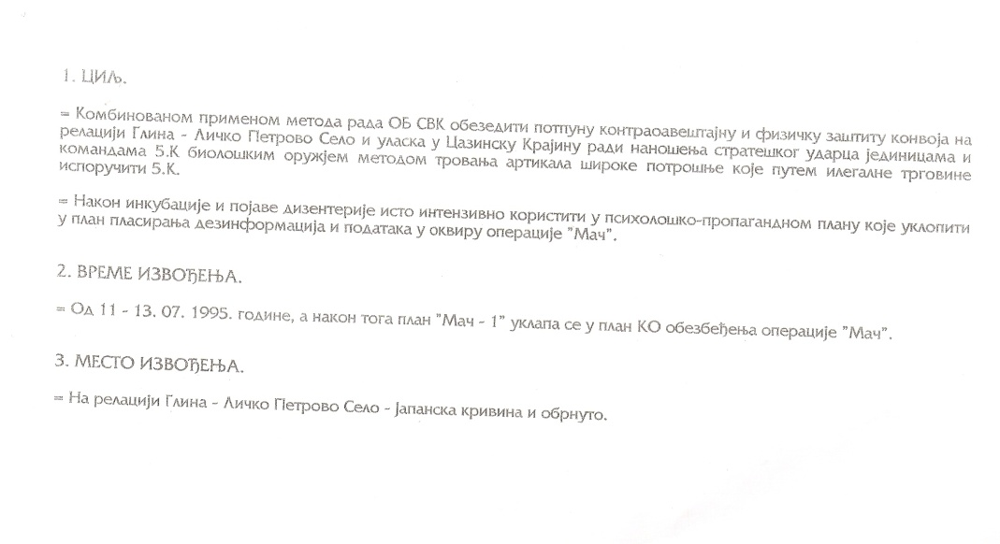 1. ЦИЉ.
= Комбинованом применом метода рада ОБ СВК обезедити потпуну контраоавештајну и физичку заштиту конвоја на
релацији Глина - Личко Петрово Село и уласка у Цазинску Крајину ради наношења стратешког ударца јединицама и
командама 5.К биолошким оружјем методом тровања артикала широке потрошње које путем илегалне трговине
испоручити 5.К.
= Након инкубације и појаве дизентерије исто интензивно користити у психолошко-пропагандном плану које уклопити
у план пласирања дезинформација и података у оквиру операције "Мач".
2. ВРЕМЕ ИЗВОЂЕЊА.
= Од 11 - 13. 07. 1995. године, а након тога план "Мач - 1" уклапа се у план КО обезбеђења операције "Мач".
3. МЕСТО ИЗВОЂЕЊА.
= На релацији Глина - Личко Петрово Село - Јапанска кривина и обрнуто.